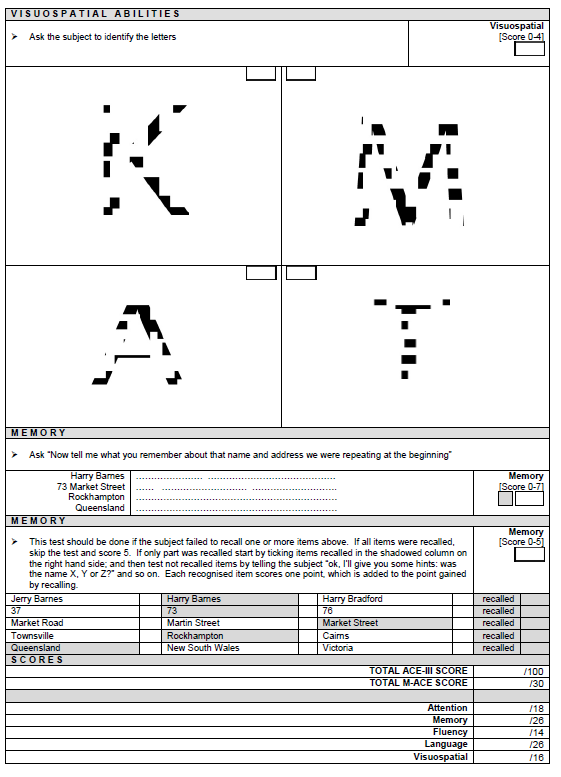 VISUOSPATIAL ABILITIES
Visuospatial
[Score 0-4]
➢ Ask the subject to identify the letters
K
M
A
T
MEMORY
➢ Ask "Now tell me what you remember about that name and address we were repeating at the beginning"
Harry Barnes ……………………………………………………
73 Market Street ……………………………………………………
Rockhampton ……………………………………………………
Queensland ……………………………………………………
Memory
[Score 0-7]
MEMORY
Memory
[Score 0-5]
➢ This test should be done if the subject failed to recall one or more items above. If all items were recalled,
skip the test and score 5. If only part was recalled start by ticking items recalled in the shadowed column on
the right hand side; and then test not recalled items by telling the subject "ok, I'll give you some hints: was
the name X, Y or Z?" and so on. Each recognised item scores one point, which is added to the point gained
by recalling.
Jerry Barnes Harry Barnes Harry Bradford recalled
37 73 76 recalled
Market Road Martin Street Market Street recalled
Townsville Rockhampton Cairns recalled
Queensland New South Wales Victoria recalled
SCORES
TOTAL ACE-III SCORE /100
TOTAL M-ACE SCORE /30
Attention /18
Memory /26
Fluency /14
Language /26
Visuospatial /16